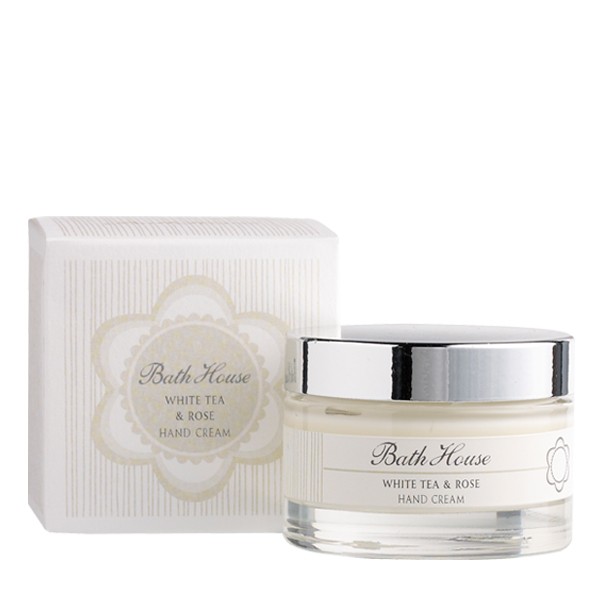 Bath House
WHITE TEA
& ROSE
HAND CREAM
Bath House
WHITE TEA & ROSE
HAND CREAM